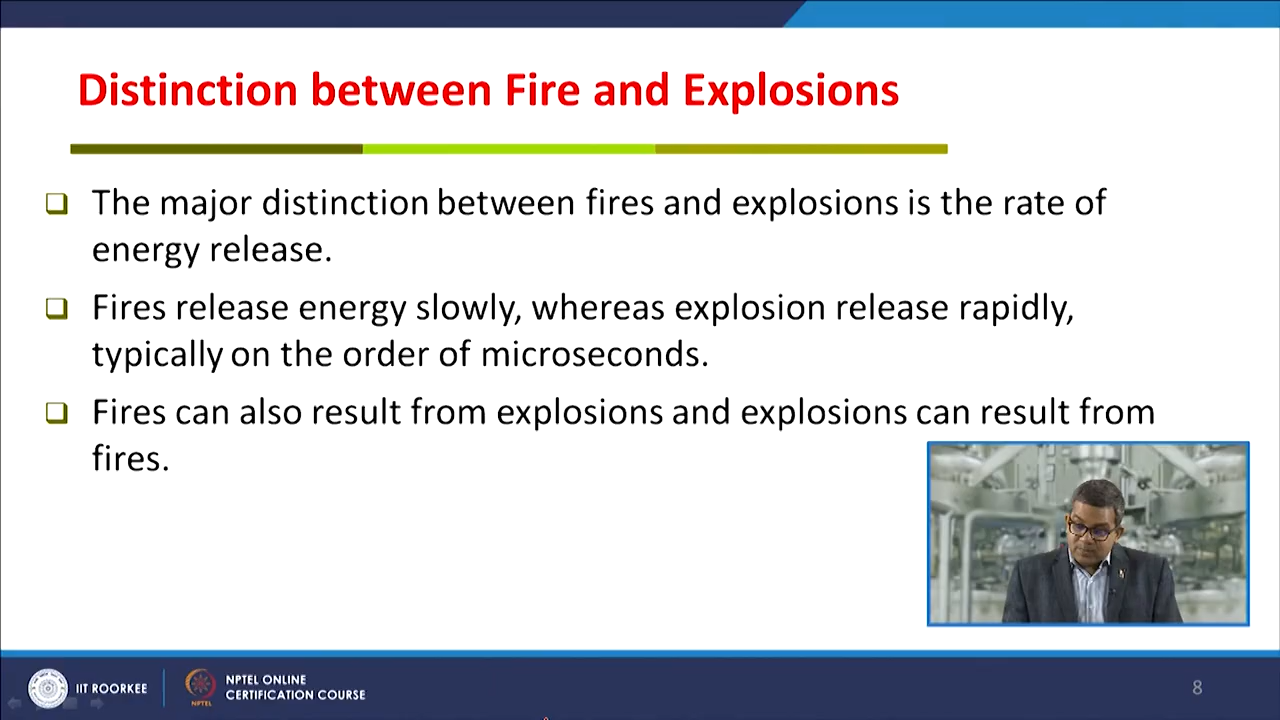 Distinction between Fire and Explosions
The major distinction between fires and explosions is the rate of
energy release.
Fires release energy slowly, whereas explosion release rapidly,
typically on the order of microseconds.
Fires can also result from explosions and explosions can result from
fires.
IIT ROORKEE
NPTEL
NPTEL ONLINE
CERTIFICATION COURSE
8